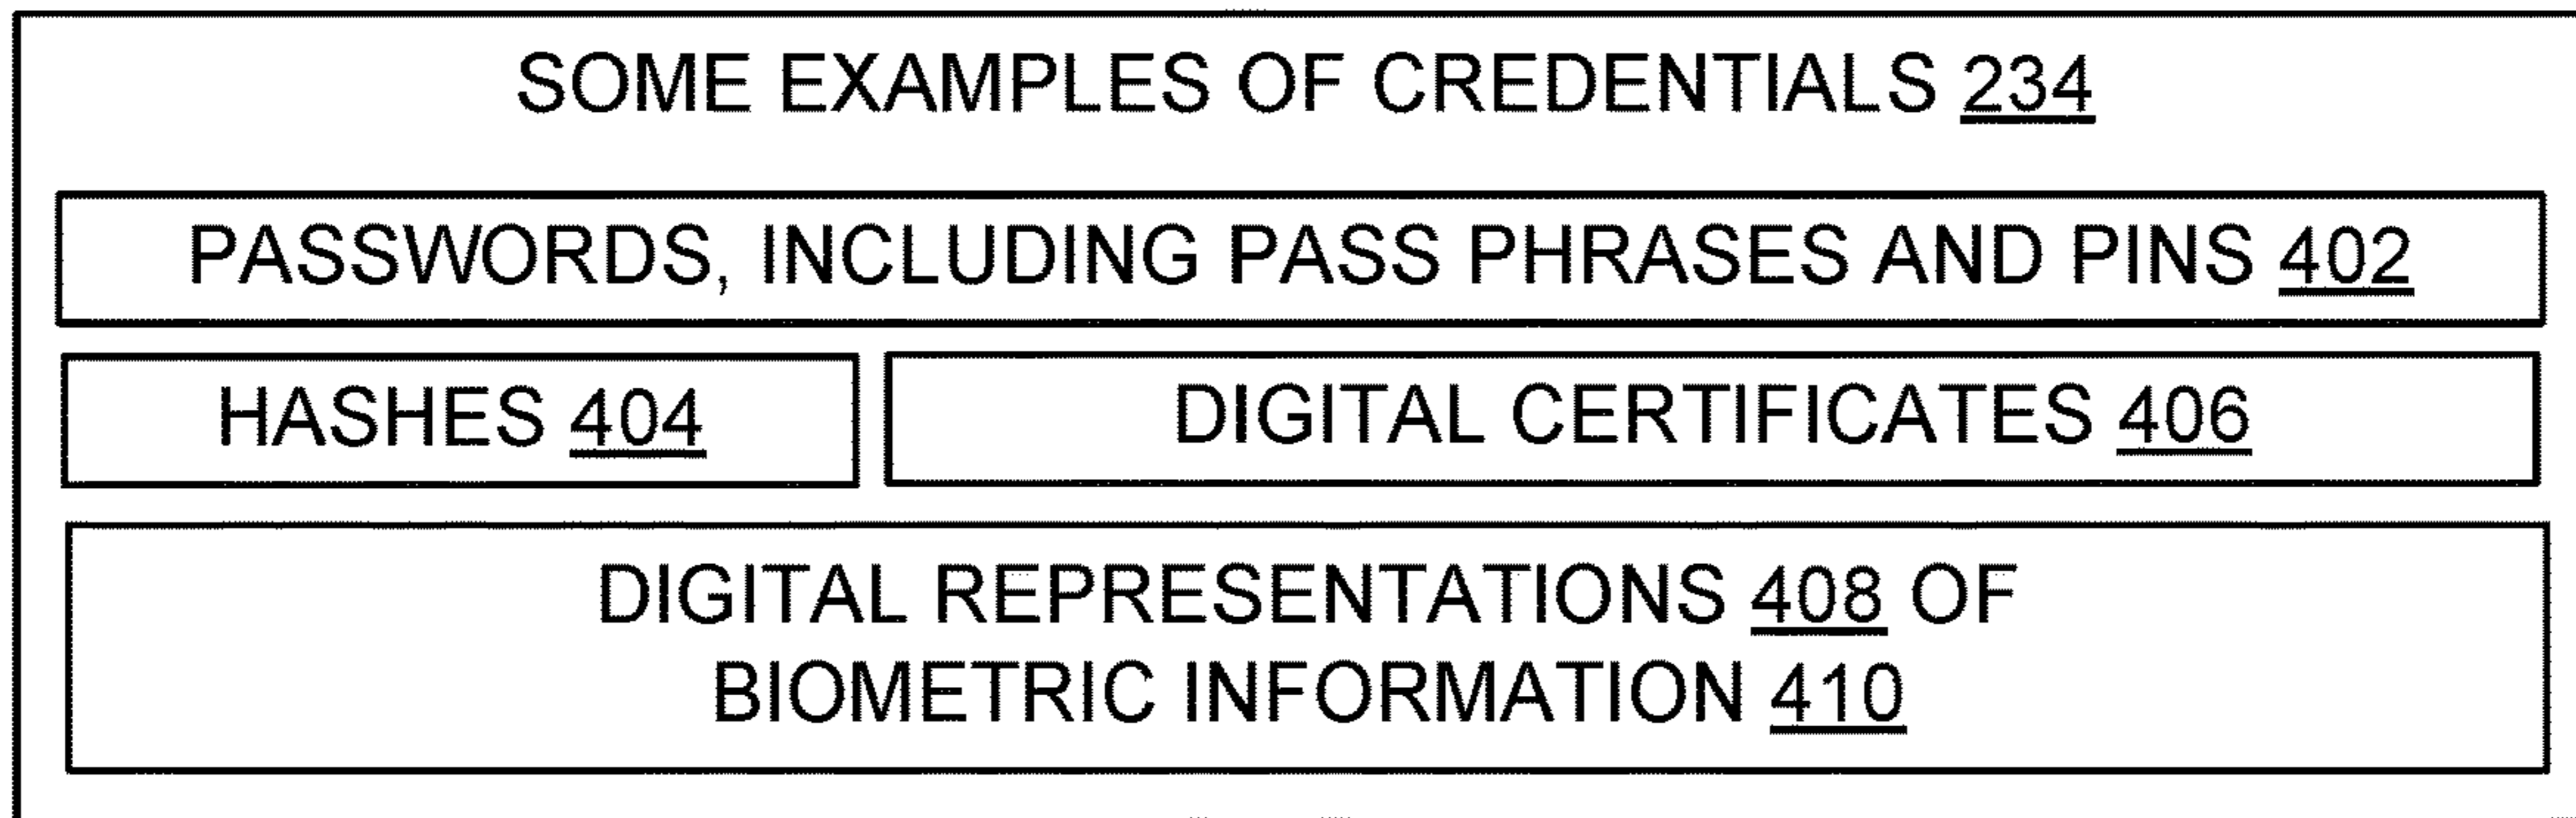 SOME EXAMPLES OF CREDENTIALS 234
PASSWORDS, INCLUDING PASS PHRASES AND PINS 402
HASHES 404
DIGITAL CERTIFICATES 406
DIGITAL REPRESENTATIONS 408 OF
BIOMETRIC INFORMATION 410